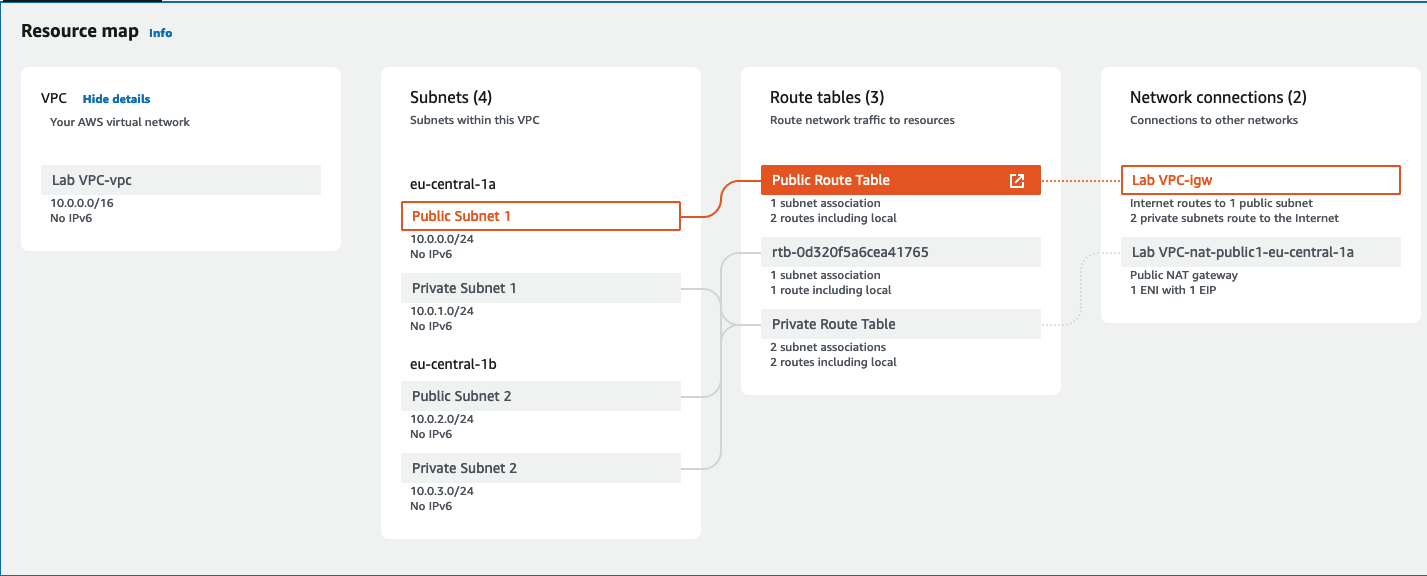 Resource map Info
VPC Hide details
Your AWS virtual network
Lab VPC-vpc
10.0.0.0/16
No IPv6
Subnets (4)
Subnets within this VPC
eu-central-1a
Public Subnet 1
10.0.0.0/24
No IPv6
Private Subnet 1
10.0.1.0/24
No IPv6
eu-central-1b
Public Subnet 2
10.0.2.0/24
No IPv6
Private Subnet 2
10.0.3.0/24
No IPv6
Route tables (3)
Route network traffic to resources
Public Route Table
1 subnet association
2 routes including local
rtb-0d320f5a6cea41765
1 subnet association
1 route including local
Private Route Table
2 subnet associations
2 routes including local
Network connections (2)
Connections to other networks
Lab VPC-igw
Internet routes to 1 public subnet
2 private subnets route to the Internet
Lab VPC-nat-public1-eu-central-1a
Public NAT gateway
1 ENI with 1 EIP